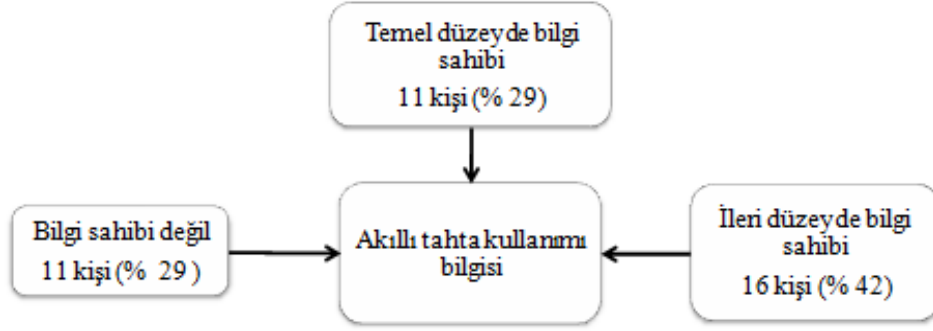 Temel düzeyde bilgi
sahibi
11 kişi (% 29)
Bilgi sahibi değil
11 kişi (% 29 )
Akıllı tahta kullanımı
bilgisi
İleri düzeyde bilgi
sahibi
16 kişi (% 42)